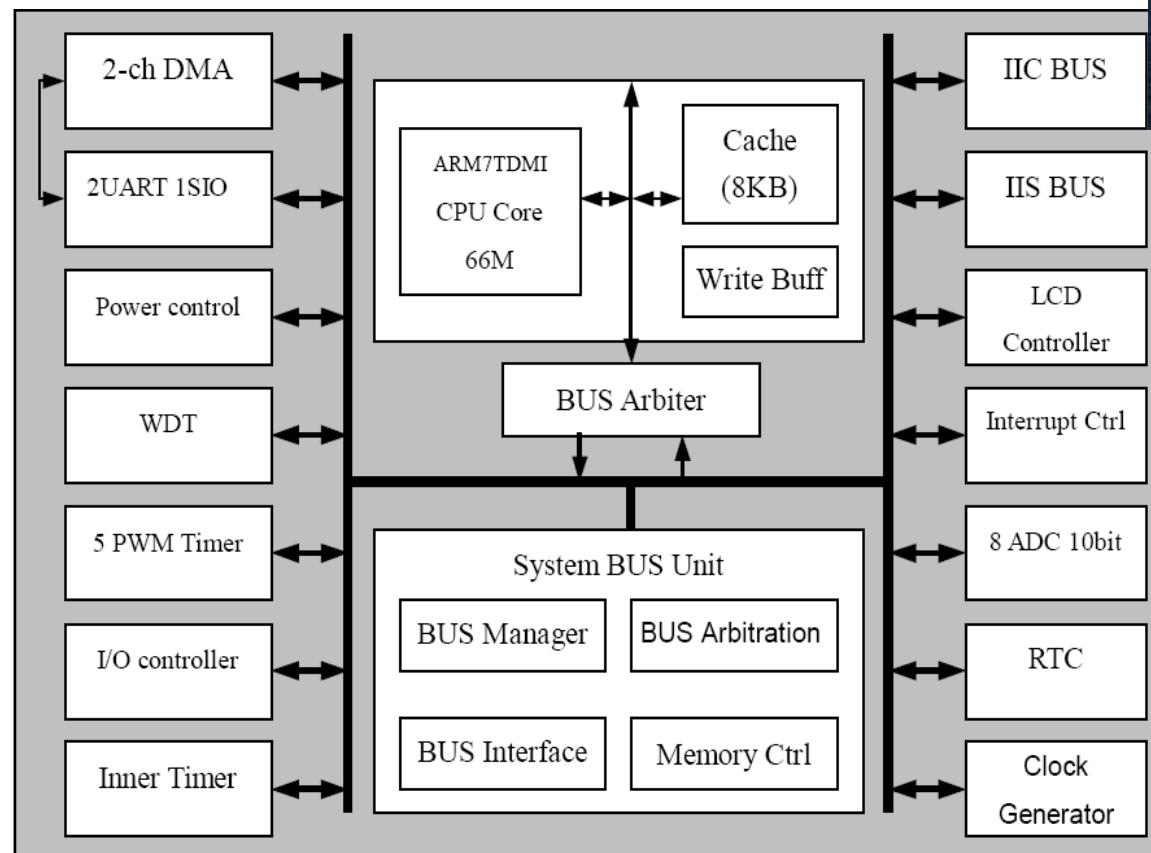 2-ch DMA
2UART 1SIO
Power control
WDT
5 PWM Timer
I/O controller
Inner Timer
ARM7TDMI
CPU Core
66M
Cache
(8KB)
Write Buff
BUS Arbiter
System BUS Unit
BUS Manager
BUS Arbitration
BUS Interface
Memory Ctrl
IIC BUS
IIS BUS
LCD
Controller
Interrupt Ctrl
8 ADC 10bit
RTC
Clock
Generator